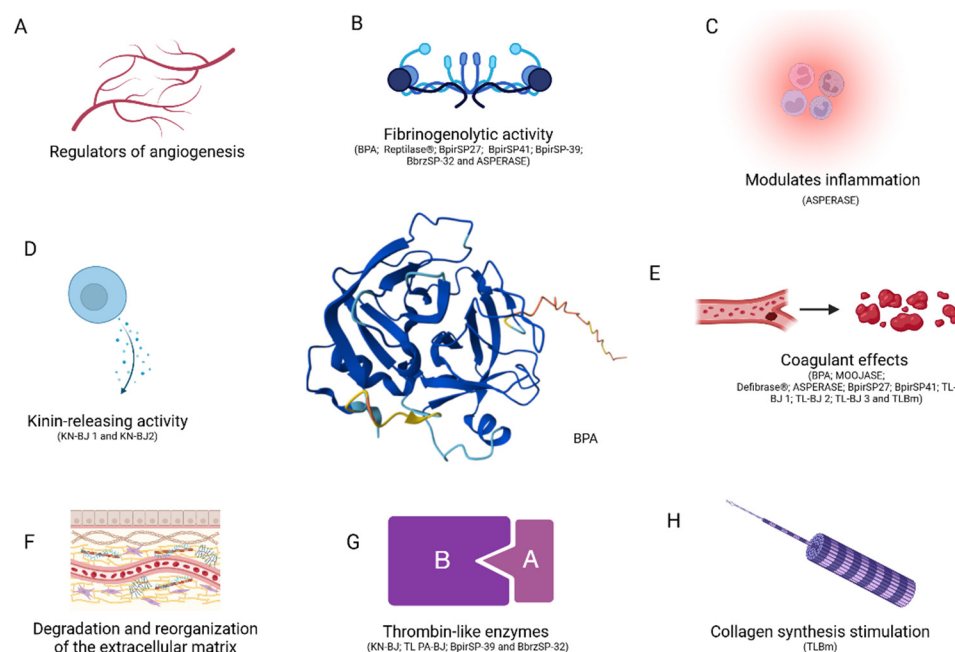 A
Regulators of angiogenesis
B
Fibrinogenolytic activity
(BPA; Reptilase®; BpirSP27; BpirSP41; BpirSP-39;
BbrzSP-32 and ASPERASE)
C
Modulates inflammation
(ASPERASE)
D
Kinin-releasing activity
(KN-BJ 1 and KN-BJ2)
BPA
E
Coagulant effects
(BPA; MOOJASE;
Defibrase®; ASPERASE; BpirSP27; BpirSP41; TL-
BJ 1; TL-BJ 2; TL-BJ 3 and TLBm)
F
Degradation and reorganization
of the extracellular matrix
G
B
A
Thrombin-like enzymes
(KN-BJ; TL PA-BJ; BpirSP-39 and BbrzSP-32)
H
Collagen synthesis stimulation
(TLBm)